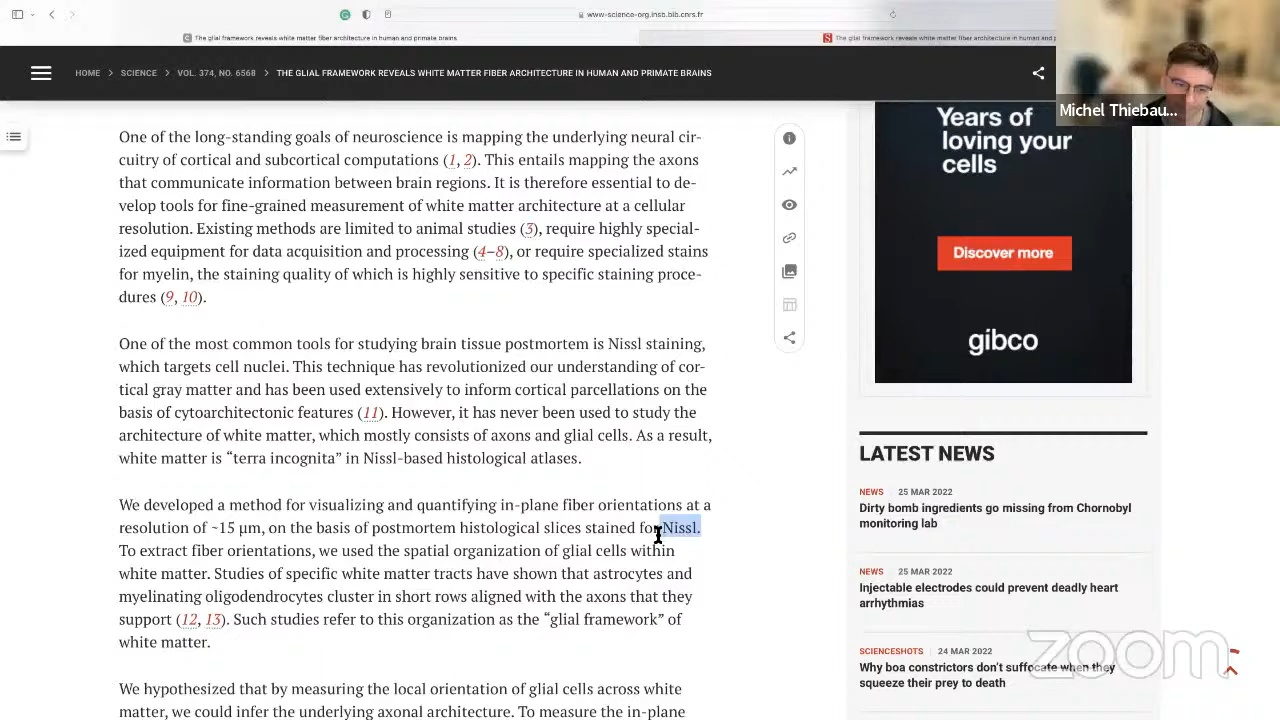 www-science-org.insb.bib.cnrs.fr
The glial framework reveals white matter fiber architecture in human and primate brains
The glial framework reveals white matter fiber architecture in human and p
HOME > SCIENCE > VOL. 374, NO. 6568 > THE GLIAL FRAMEWORK REVEALS WHITE MATTER FIBER ARCHITECTURE IN HUMAN AND PRIMATE BRAINS
Michel Thiebau...
One of the long-standing goals of neuroscience is mapping the underlying neural cir-
cuitry of cortical and subcortical computations (1, 2). This entails mapping the axons
that communicate information between brain regions. It is therefore essential to de-
velop tools for fine-grained measurement of white matter architecture at a cellular
resolution. Existing methods are limited to animal studies (3), require highly special-
ized equipment for data acquisition and processing (4–8), or require specialized stains
for myelin, the staining quality of which is highly sensitive to specific staining proce-
dures (9, 10).
One of the most common tools for studying brain tissue postmortem is Nissl staining,
which targets cell nuclei. This technique has revolutionized our understanding of cor-
tical gray matter and has been used extensively to inform cortical parcellations on the
basis of cytoarchitectonic features (11). However, it has never been used to study the
architecture of white matter, which mostly consists of axons and glial cells. As a result,
white matter is “terra incognita” in Nissl-based histological atlases.
We developed a method for visualizing and quantifying in-plane fiber orientations at a
resolution of ~15 μm, on the basis of postmortem histological slices stained for Nissl.
To extract fiber orientations, we used the spatial organization of glial cells within
white matter. Studies of specific white matter tracts have shown that astrocytes and
myelinating oligodendrocytes cluster in short rows aligned with the axons that they
support (12, 13). Such studies refer to this organization as the “glial framework” of
white matter.
We hypothesized that by measuring the local orientation of glial cells across white
matter, we could infer the underlying axonal architecture. To measure the in-plane
Years of
loving your
cells
Discover more
gibco
LATEST NEWS
NEWS 25 MAR 2022
Dirty bomb ingredients go missing from Chornobyl
monitoring lab
NEWS 25 MAR 2022
Injectable electrodes could prevent deadly heart
arrhythmias
SCIENCESHOTS 24 MAR 2022
Why boa constrictors don’t suffocate when they
squeeze their prey to death
zoom